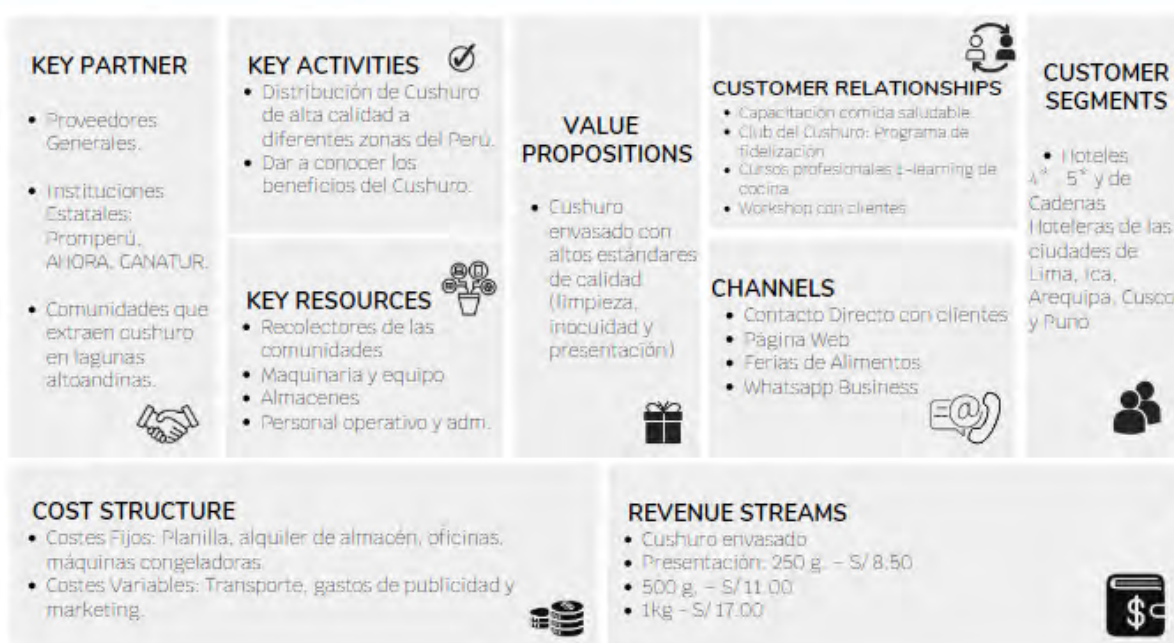 KEY PARTNER
• Proveedores
Generales.
• Instituciones
Estatales:
Promperú,
AHORA, CANATUR.
• Comunidades que
extraen cushuro
en lagunas
altoandinas.
KEY ACTIVITIES
• Distribución de Cushuro
de alta calidad a
diferentes zonas del Perú.
• Dar a conocer los
beneficios del Cushuro.
KEY RESOURCES
• Recolectores de las
comunidades
• Maquinaria y equipo
• Almacenes
• Personal operativo y adm.
VALUE
PROPOSITIONS
• Cushuro
envasado con
altos estándares
de calidad
(limpieza,
inocuidad y
presentación)
CUSTOMER RELATIONSHIPS
• Capacitación comida saludable
• Club del Cushuro: Programa de
fidelización
• Cursos profesionales E-learning de
cocina
• Workshop con clientes
CHANNELS
• Contacto Directo con clientes
• Página Web
• Ferias de Alimentos
• Whatsapp Business
CUSTOMER
SEGMENTS
• Hoteles
4* 5* y de
Cadenas
Hoteleras de las
ciudades de
Lima, Ica,
Arequipa, Cusco
y Puno
COST STRUCTURE
• Costes Fijos: Planilla, alquiler de almacén, oficinas,
máquinas congeladoras
• Costes Variables: Transporte, gastos de publicidad y
marketing.
REVENUE STREAMS
• Cushuro envasado
• Presentación: 250 g. – S/ 8.50
• 500 g. – S/ 11.00
• 1kg – S/ 17.00